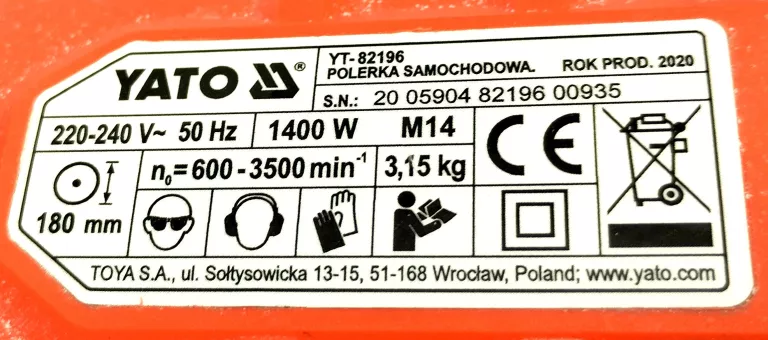 YATO ®
YT-82196
POLERKA SAMOCHODOWA. ROK PROD. 2020
S.N.: 20 05904 82196 00935
220-240 V~ 50 Hz 1400 W M14
n₀=600-3500 min⁻¹ 3,15 kg
CE
180 mm
TOYA S.A., ul. Sołtysowicka 13-15, 51-168 Wrocław, Poland; www.yato.com